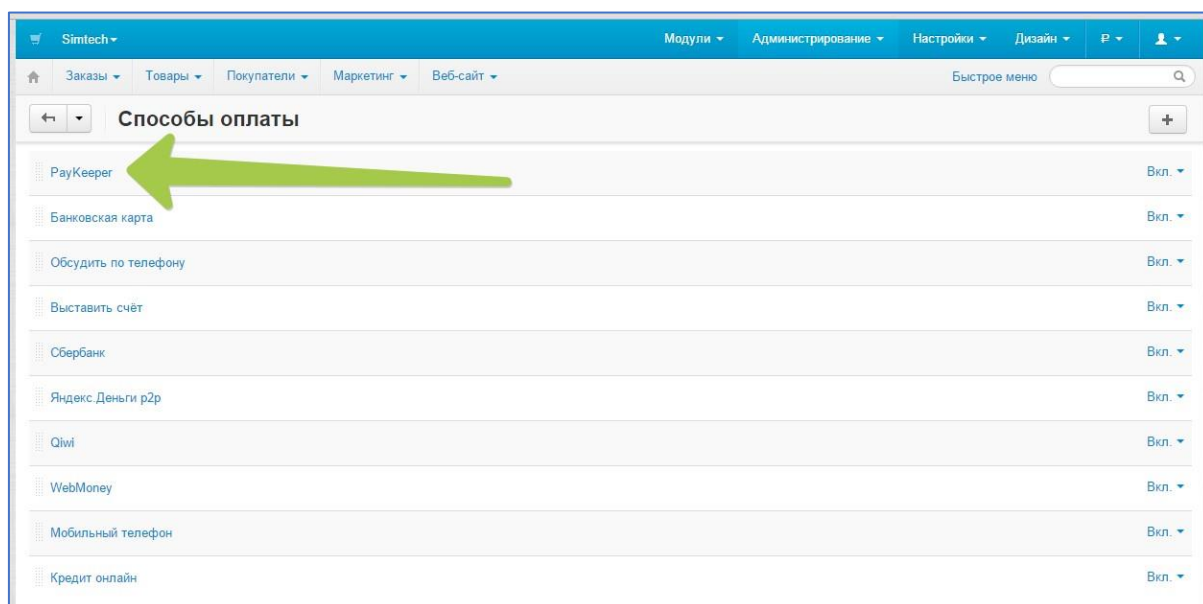 Simtech Модули Администрирование Настройки Дизайн ₽
Заказы Товары Покупатели Маркетинг Веб-сайт Быстрое меню
Способы оплаты +
PayKeeper Вкл.
Банковская карта Вкл.
Обсудить по телефону Вкл.
Выставить счёт Вкл.
Сбербанк Вкл.
Яндекс.Деньги p2p Вкл.
Qiwi Вкл.
WebMoney Вкл.
Мобильный телефон Вкл.
Кредит онлайн Вкл.